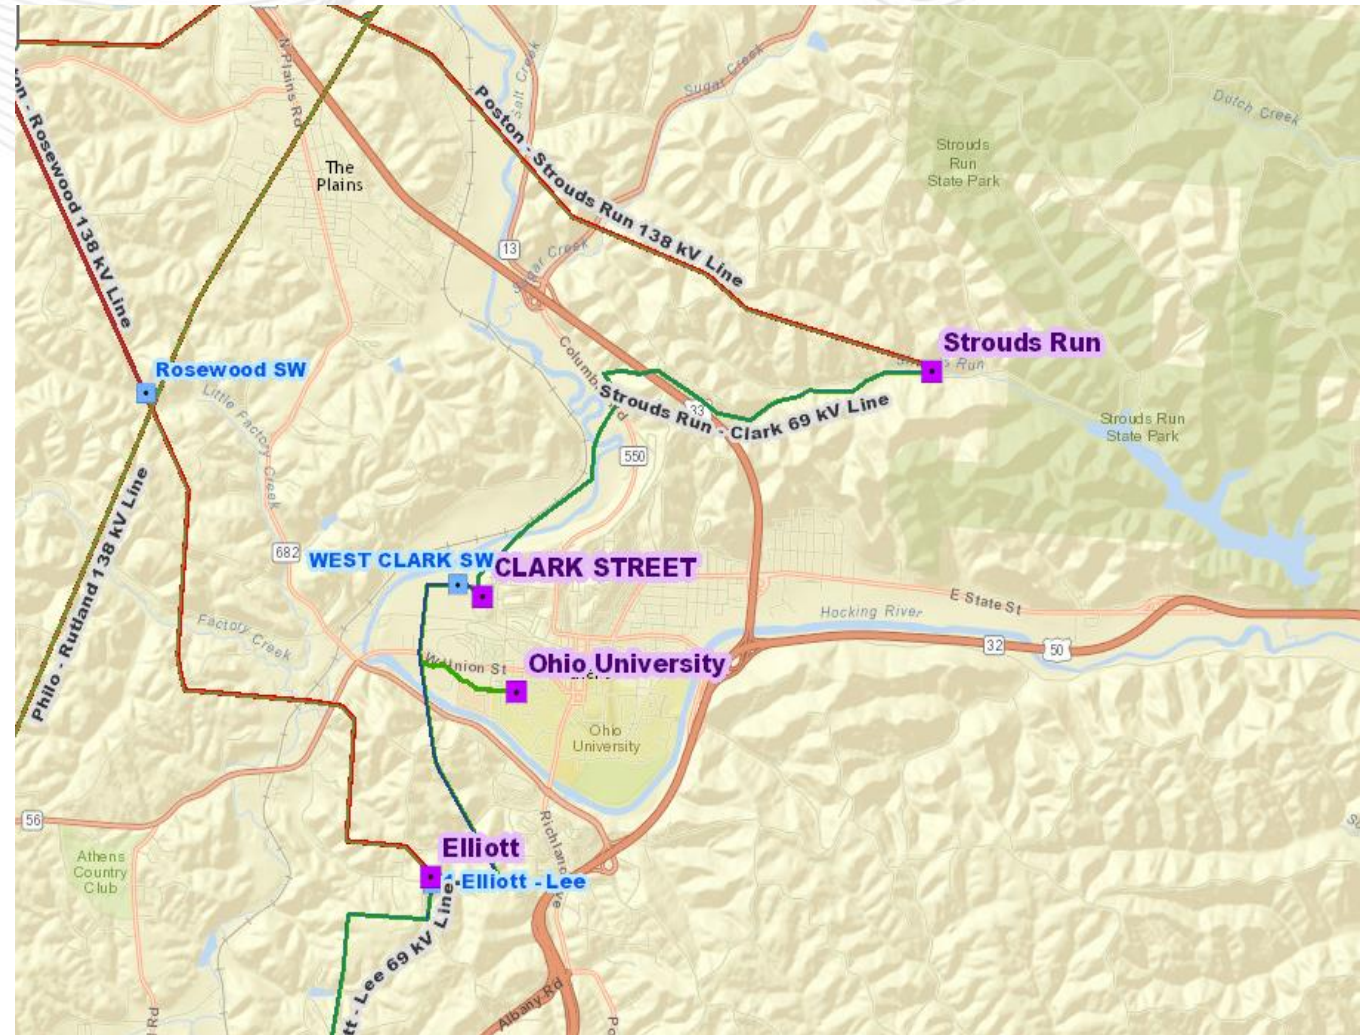 N Plains Rd
Salt Creek
Sugar Creek
Dutch Creek
Poston - Strouds Run 138 kV Line
- Rosewood 138 kV Line
The
Plains
Strouds
Run
State Park
13
Sugar Creek
Strouds Run
Strouds Run
Rosewood SW
Little Factory Creek
Strouds Run - Clark 69 kV Line
33
Strouds Run
State Park
550
Philo - Rutland 138 kV Line
682
WEST CLARK SW
CLARK STREET
E State St
Hocking River
Factory Creek
32
50
W Union St
Ohio University
Ohio
University
56
Athens
Country
Club
Elliott
Elliott - Lee
- Lee 69 kV Line
Albany Rd
Rd